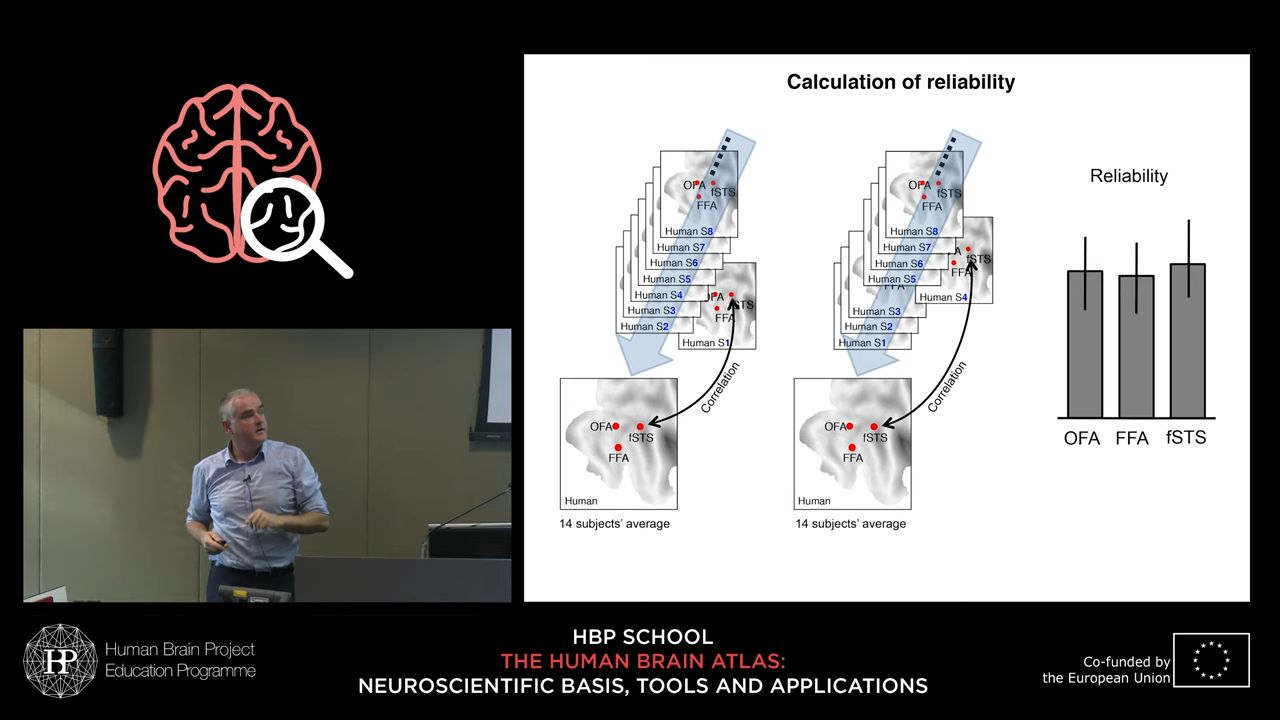 Calculation of reliability
OFA
fSTS
FFA
Human S8
Human S7
Human S6
Human S5
Human S4
Human S3
Human S2
FFA
Human S1
Correlation
OFA
fSTS
FFA
Human
14 subjects' average
OFA
fSTS
FFA
Human S8
Human S7
Human S6
Human S5
fSTS
FFA
Human S4
Human S3
Human S2
Human S1
Correlation
OFA
fSTS
FFA
Human
14 subjects' average
Reliability
OFA FFA fSTS
HBP
Human Brain Project
Education Programme
HBP SCHOOL
THE HUMAN BRAIN ATLAS:
NEUROSCIENTIFIC BASIS, TOOLS AND APPLICATIONS
Co-funded by
the European Union